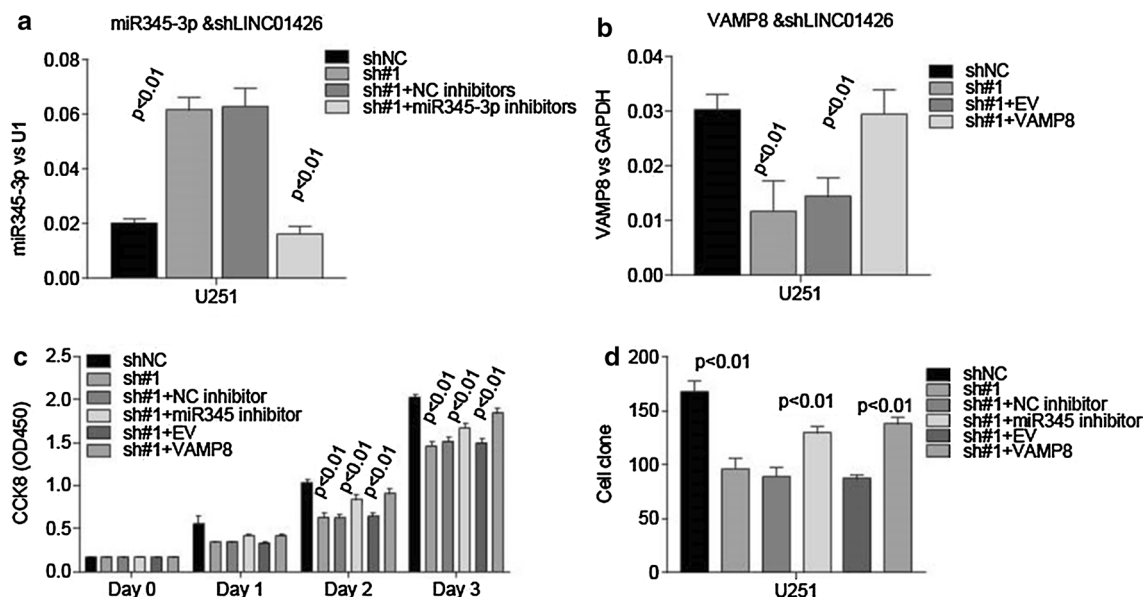 a
miR345-3p &shLINC01426
miR345-3p vs U1
0.08
0.06
0.04
0.02
0.00
p<0.01
p<0.01
U251
shNC
sh#1
sh#1+NC inhibitors
sh#1+miR345-3p inhibitors
b
VAMP8 &shLINC01426
VAMP8 vs GAPDH
0.04
0.03
0.02
0.01
0.00
p<0.01
p<0.01
U251
shNC
sh#1
sh#1+EV
sh#1+VAMP8
c
CCK8 (OD450)
2.5
2.0
1.5
1.0
0.5
0.0
shNC
sh#1
sh#1+NC inhibitor
sh#1+miR345 inhibitor
sh#1+EV
sh#1+VAMP8
p<0.01
p<0.01
p<0.01
p<0.01
p<0.01
p<0.01
Day 0
Day 1
Day 2
Day 3
d
Cell clone
200
150
100
50
0
p<0.01
p<0.01
p<0.01
U251
shNC
sh#1
sh#1+NC inhibitor
sh#1+miR345 inhibitor
sh#1+EV
sh#1+VAMP8